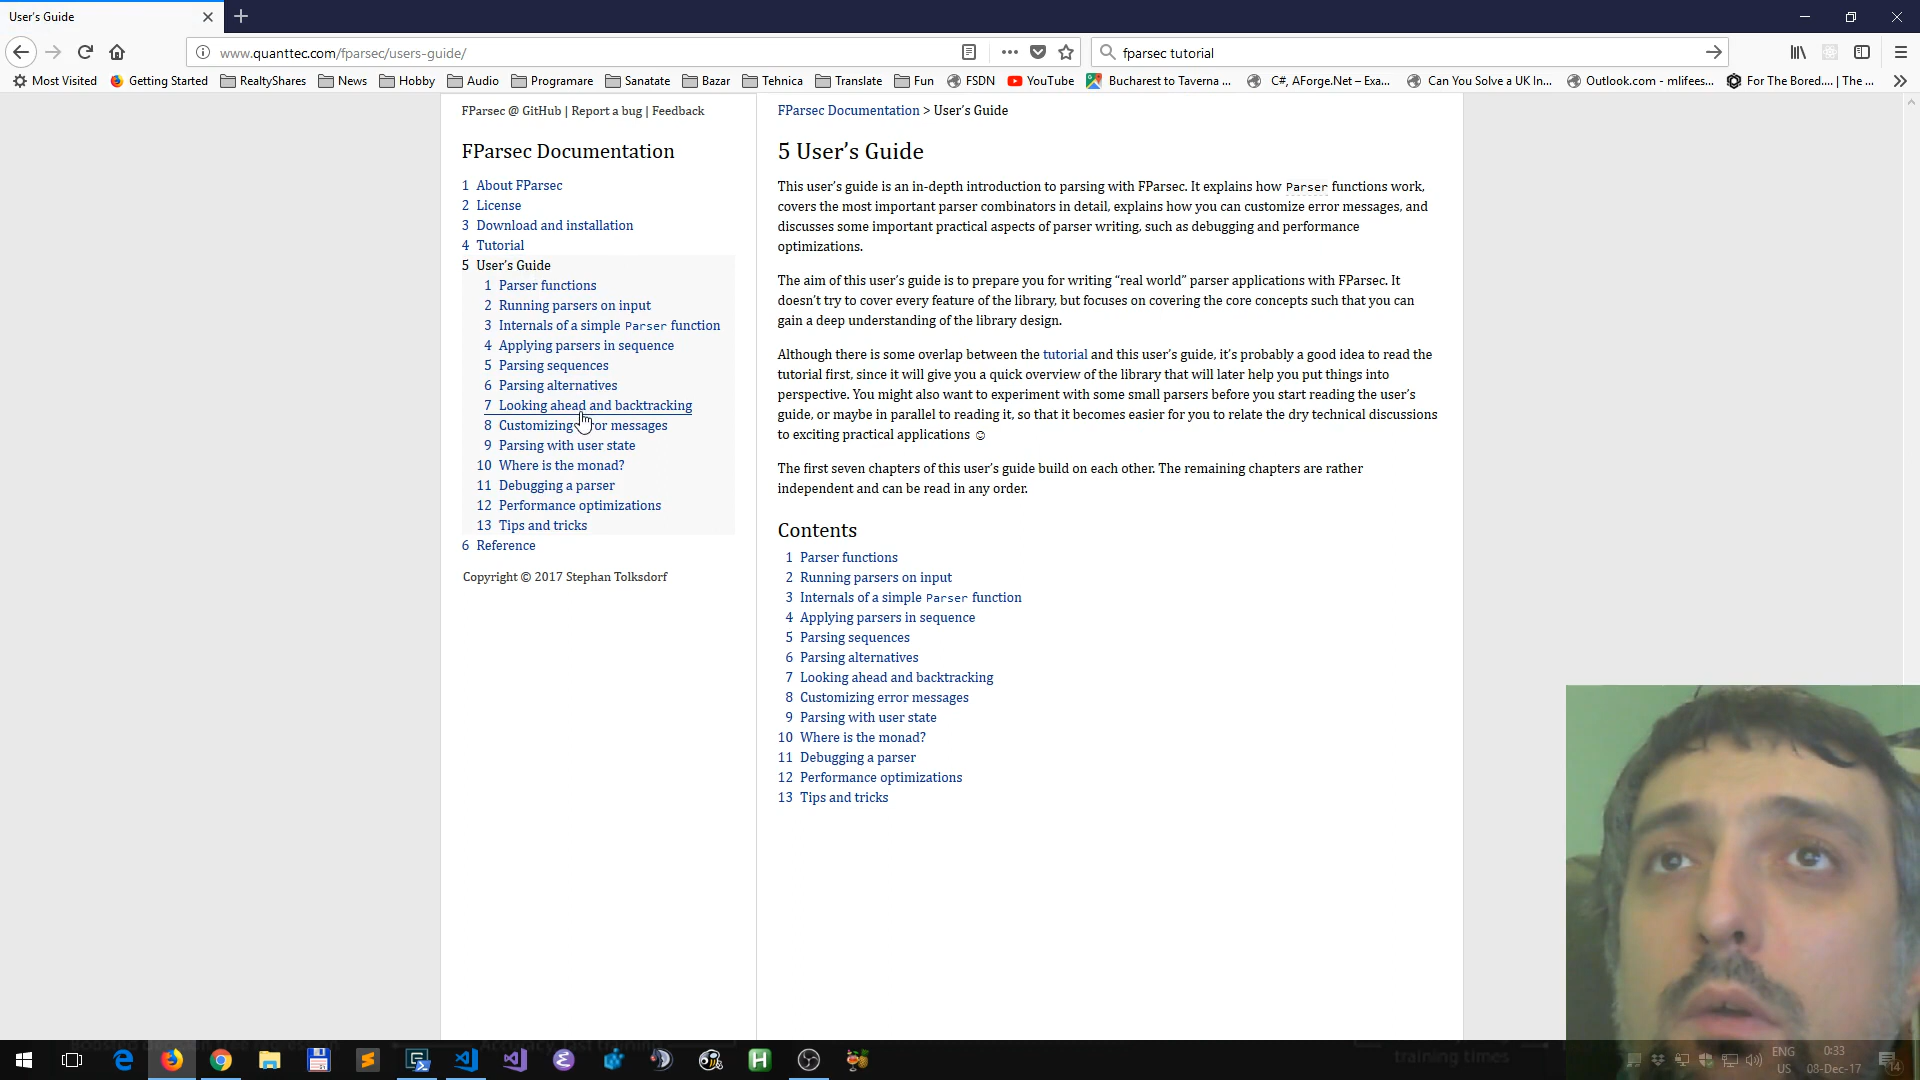 User's Guide
www.quanttec.com/fparsec/users-guide/
fparsec tutorial
Most Visited
Getting Started
RealtyShares
News
Hobby
Audio
Programare
Sanatate
Bazar
Tehnica
Translate
Fun
FSDN
YouTube
Bucharest to Taverna ...
C#, AForge.Net – Exa...
Can You Solve a UK In...
Outlook.com - mlifees...
For The Bored.... | The ...
FParsec @ GitHub | Report a bug | Feedback
FParsec Documentation
1 About FParsec
2 License
3 Download and installation
4 Tutorial
5 User’s Guide
1 Parser functions
2 Running parsers on input
3 Internals of a simple Parser function
4 Applying parsers in sequence
5 Parsing sequences
6 Parsing alternatives
7 Looking ahead and backtracking
8 Customizing error messages
9 Parsing with user state
10 Where is the monad?
11 Debugging a parser
12 Performance optimizations
13 Tips and tricks
6 Reference
Copyright © 2017 Stephan Tolksdorf
FParsec Documentation > User’s Guide
5 User’s Guide
This user’s guide is an in-depth introduction to parsing with FParsec. It explains how Parser functions work,
covers the most important parser combinators in detail, explains how you can customize error messages, and
discusses some important practical aspects of parser writing, such as debugging and performance
optimizations.
The aim of this user’s guide is to prepare you for writing “real world” parser applications with FParsec. It
doesn’t try to cover every feature of the library, but focuses on covering the core concepts such that you can
gain a deep understanding of the library design.
Although there is some overlap between the tutorial and this user’s guide, it’s probably a good idea to read the
tutorial first, since it will give you a quick overview of the library that will later help you put things into
perspective. You might also want to experiment with some small parsers before you start reading the user’s
guide, or maybe in parallel to reading it, so that it becomes easier for you to relate the dry technical discussions
to exciting practical applications ☺
The first seven chapters of this user’s guide build on each other. The remaining chapters are rather
independent and can be read in any order.
Contents
1 Parser functions
2 Running parsers on input
3 Internals of a simple Parser function
4 Applying parsers in sequence
5 Parsing sequences
6 Parsing alternatives
7 Looking ahead and backtracking
8 Customizing error messages
9 Parsing with user state
10 Where is the monad?
11 Debugging a parser
12 Performance optimizations
13 Tips and tricks
training times
ENG
US
0:33
08-Dec-17
14